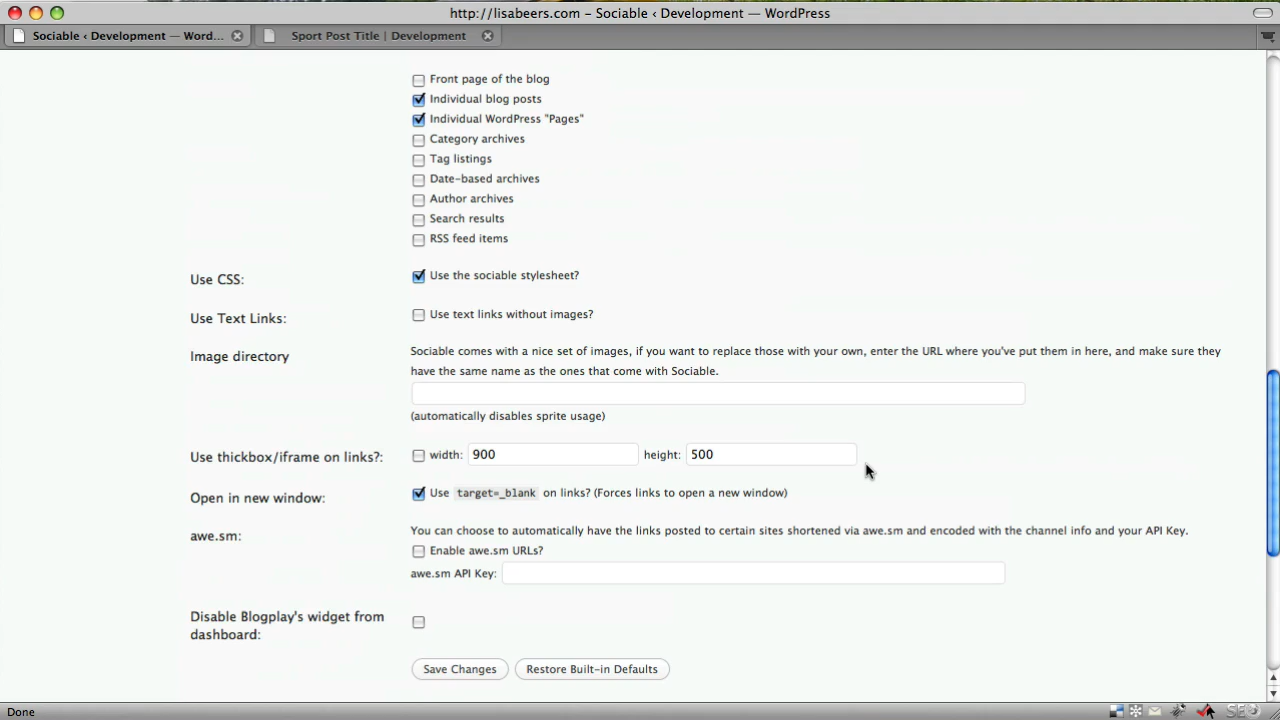 http://lisabeers.com – Sociable ‹ Development — WordPress
Sociable ‹ Development — Word...
Sport Post Title | Development
Front page of the blog
Individual blog posts
Individual WordPress "Pages"
Category archives
Tag listings
Date-based archives
Author archives
Search results
RSS feed items
Use CSS:
Use the sociable stylesheet?
Use Text Links:
Use text links without images?
Image directory
Sociable comes with a nice set of images, if you want to replace those with your own, enter the URL where you've put them in here, and make sure they
have the same name as the ones that come with Sociable.
(automatically disables sprite usage)
Use thickbox/iframe on links?:
width: 900 height: 500
Open in new window:
Use target=_blank on links? (Forces links to open a new window)
awe.sm:
You can choose to automatically have the links posted to certain sites shortened via awe.sm and encoded with the channel info and your API Key.
Enable awe.sm URLs?
awe.sm API Key:
Disable Blogplay's widget from
dashboard:
Save Changes
Restore Built-in Defaults
Done
SE